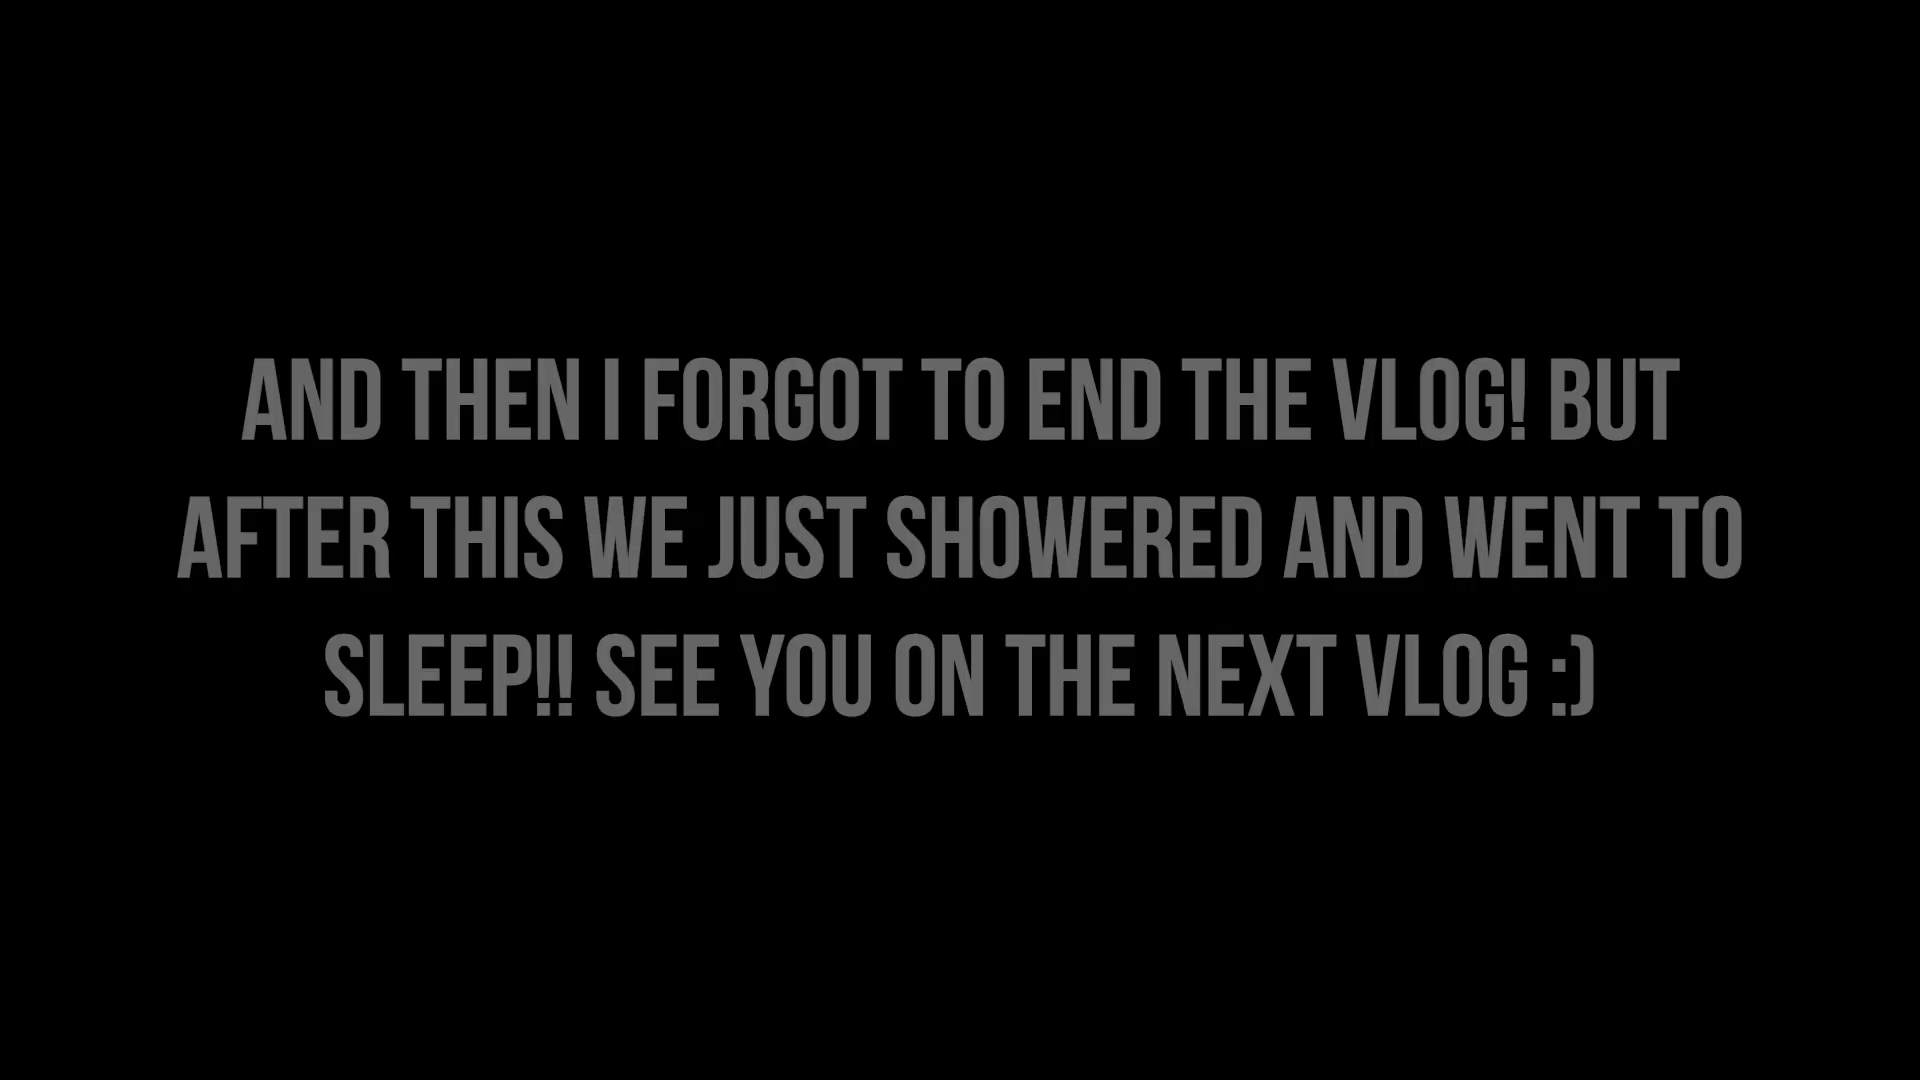 AND THEN I FORGOT TO END THE VLOG! BUT
AFTER THIS WE JUST SHOWERED AND WENT TO
SLEEP!! SEE YOU ON THE NEXT VLOG :)